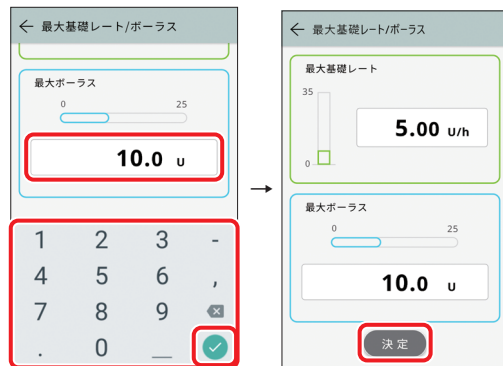 ← 最大基礎レート/ボーラス
最大ボーラス
0 25
10.0 U
1 2 3 -
4 5 6 ,
7 8 9
. 0 _
→
← 最大基礎レート/ボーラス
最大基礎レート
35
5.00 U/h
0
最大ボーラス
0 25
10.0 U
決定